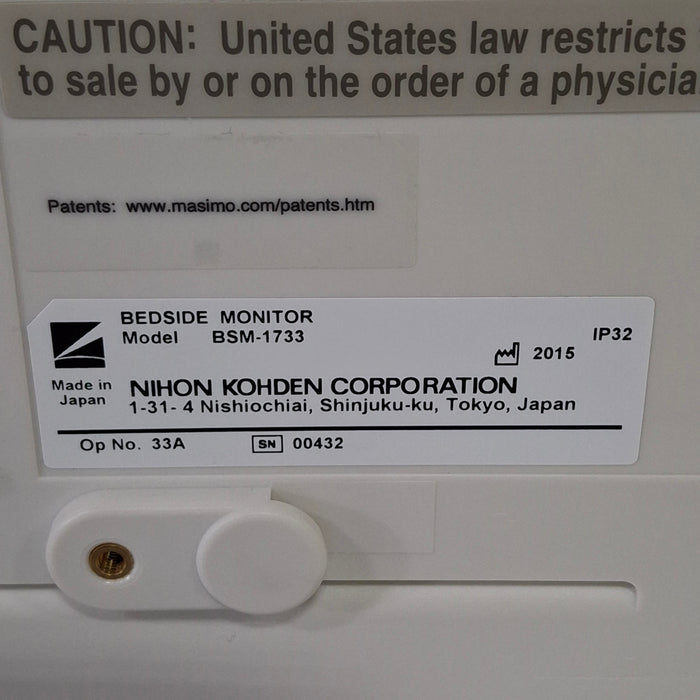 CAUTION: United States law restricts
to sale by or on the order of a physicia
Patents: www.masimo.com/patents.htm
BEDSIDE MONITOR
Model BSM-1733
IP32
2015
Made in
Japan
NIHON KOHDEN CORPORATION
1-31- 4 Nishiochiai, Shinjuku-ku, Tokyo, Japan
Op No. 33A SN 00432